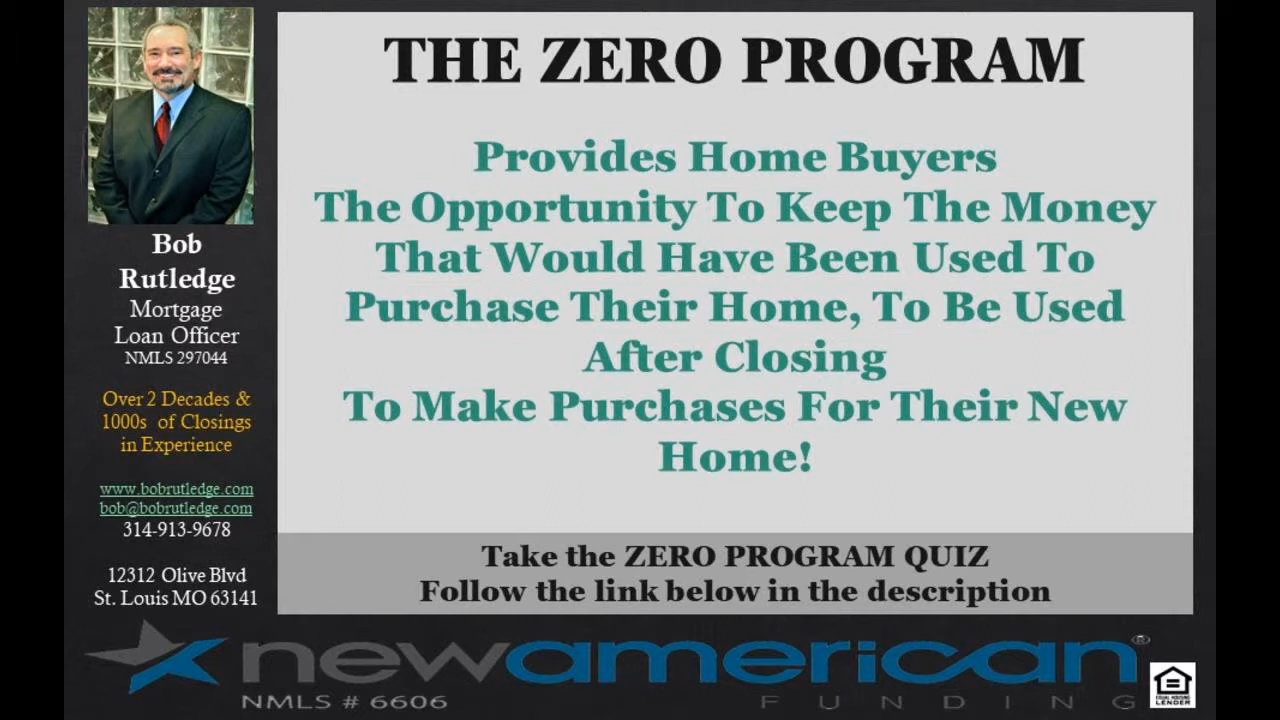 THE ZERO PROGRAM
Provides Home Buyers
The Opportunity To Keep The Money
That Would Have Been Used To
Purchase Their Home, To Be Used
After Closing
To Make Purchases For Their New
Home!
Take the ZERO PROGRAM QUIZ
Follow the link below in the description
Bob
Rutledge
Mortgage
Loan Officer
NMLS 297044
Over 2 Decades &
1000s of Closings
in Experience
www.bobrutledge.com
bob@bobrutledge.com
314-913-9678
12312 Olive Blvd
St. Louis MO 63141
newamerican®
NMLS # 6606 FUNDING
EQUAL HOUSING
LENDER